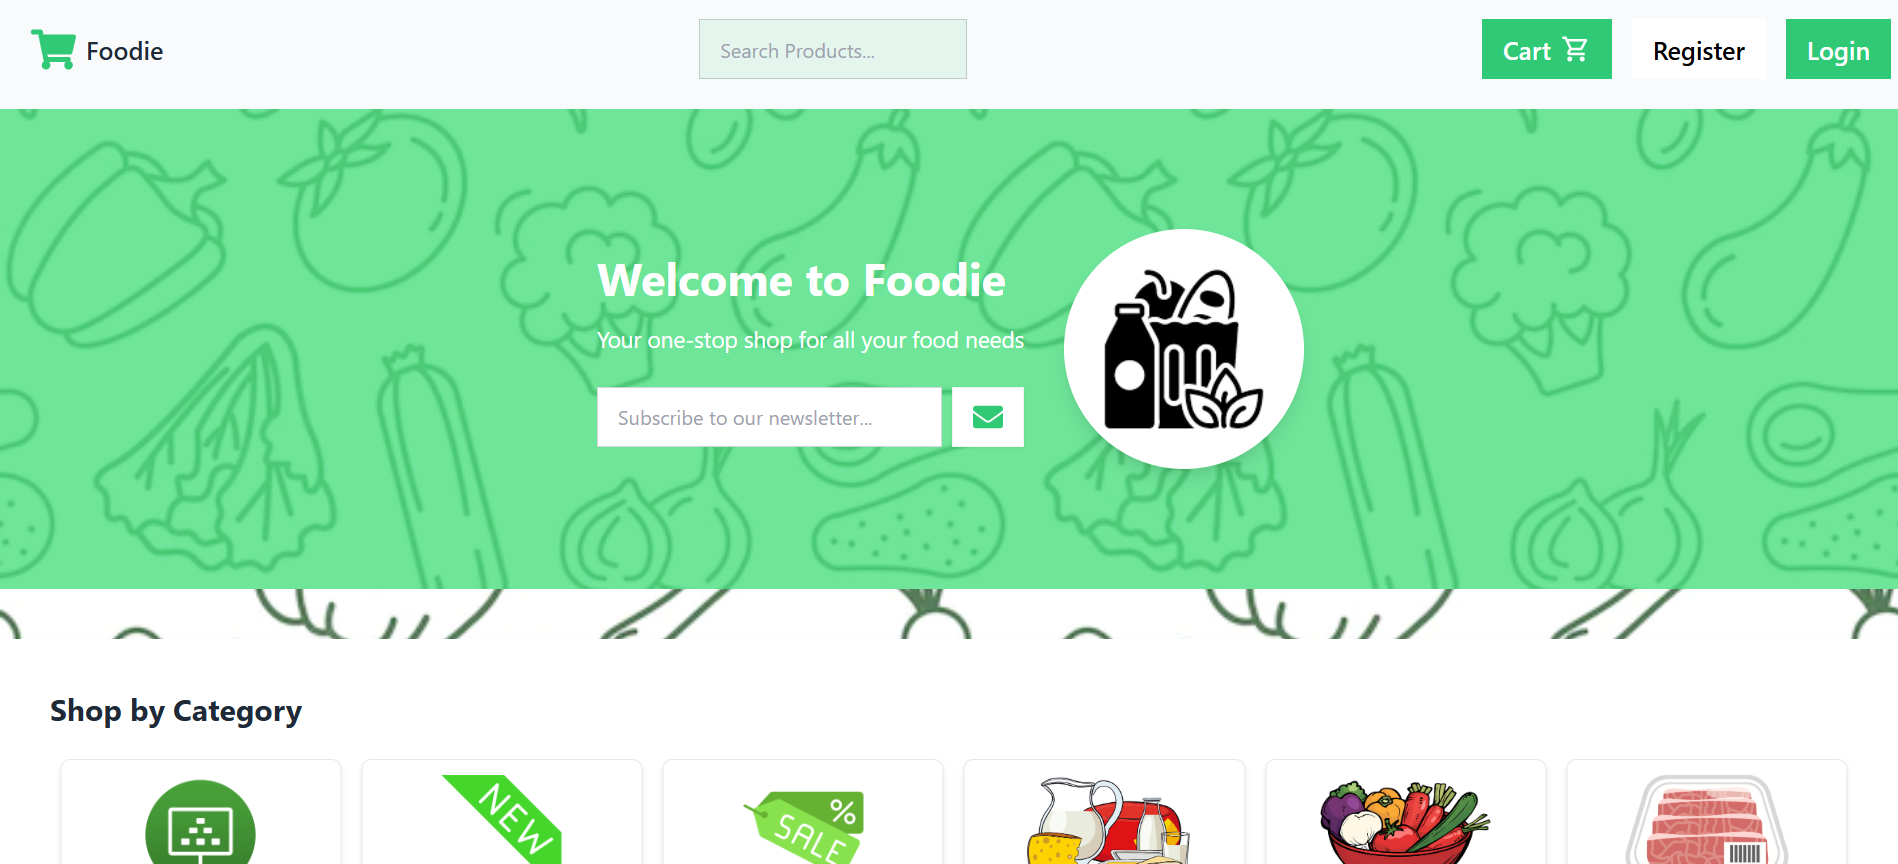 Foodie
Search Products...
Cart
Register
Login
Welcome to Foodie
Your one-stop shop for all your food needs
Subscribe to our newsletter...
Shop by Category
NEW
%
SALE